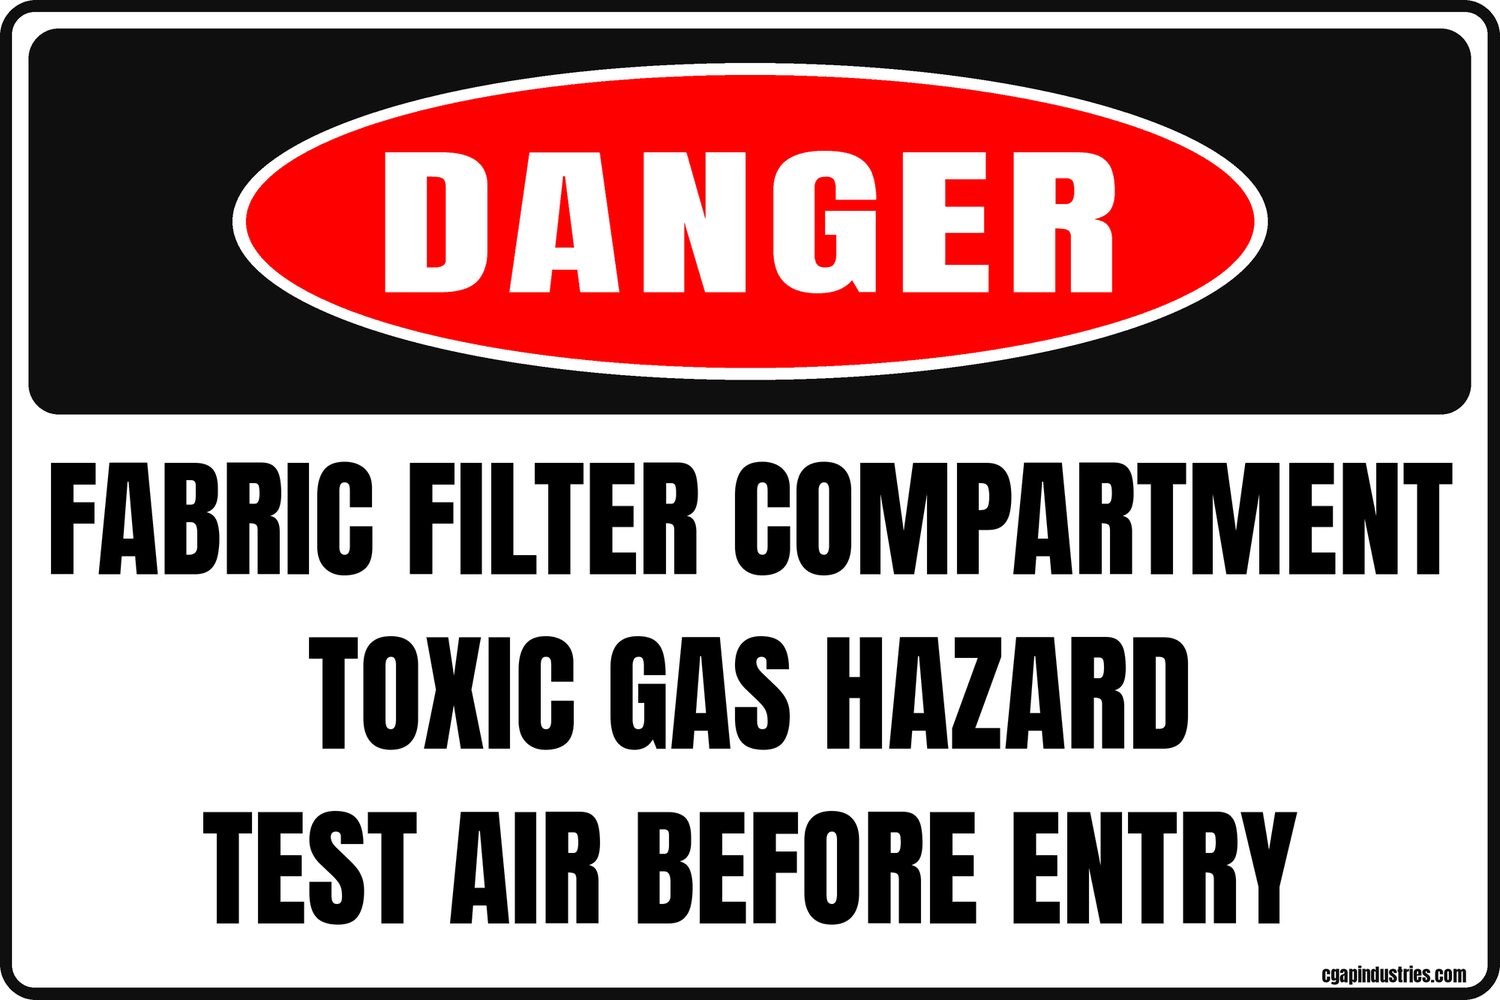 DANGER
FABRIC FILTER COMPARTMENT
TOXIC GAS HAZARD
TEST AIR BEFORE ENTRY
cgapindustries.com